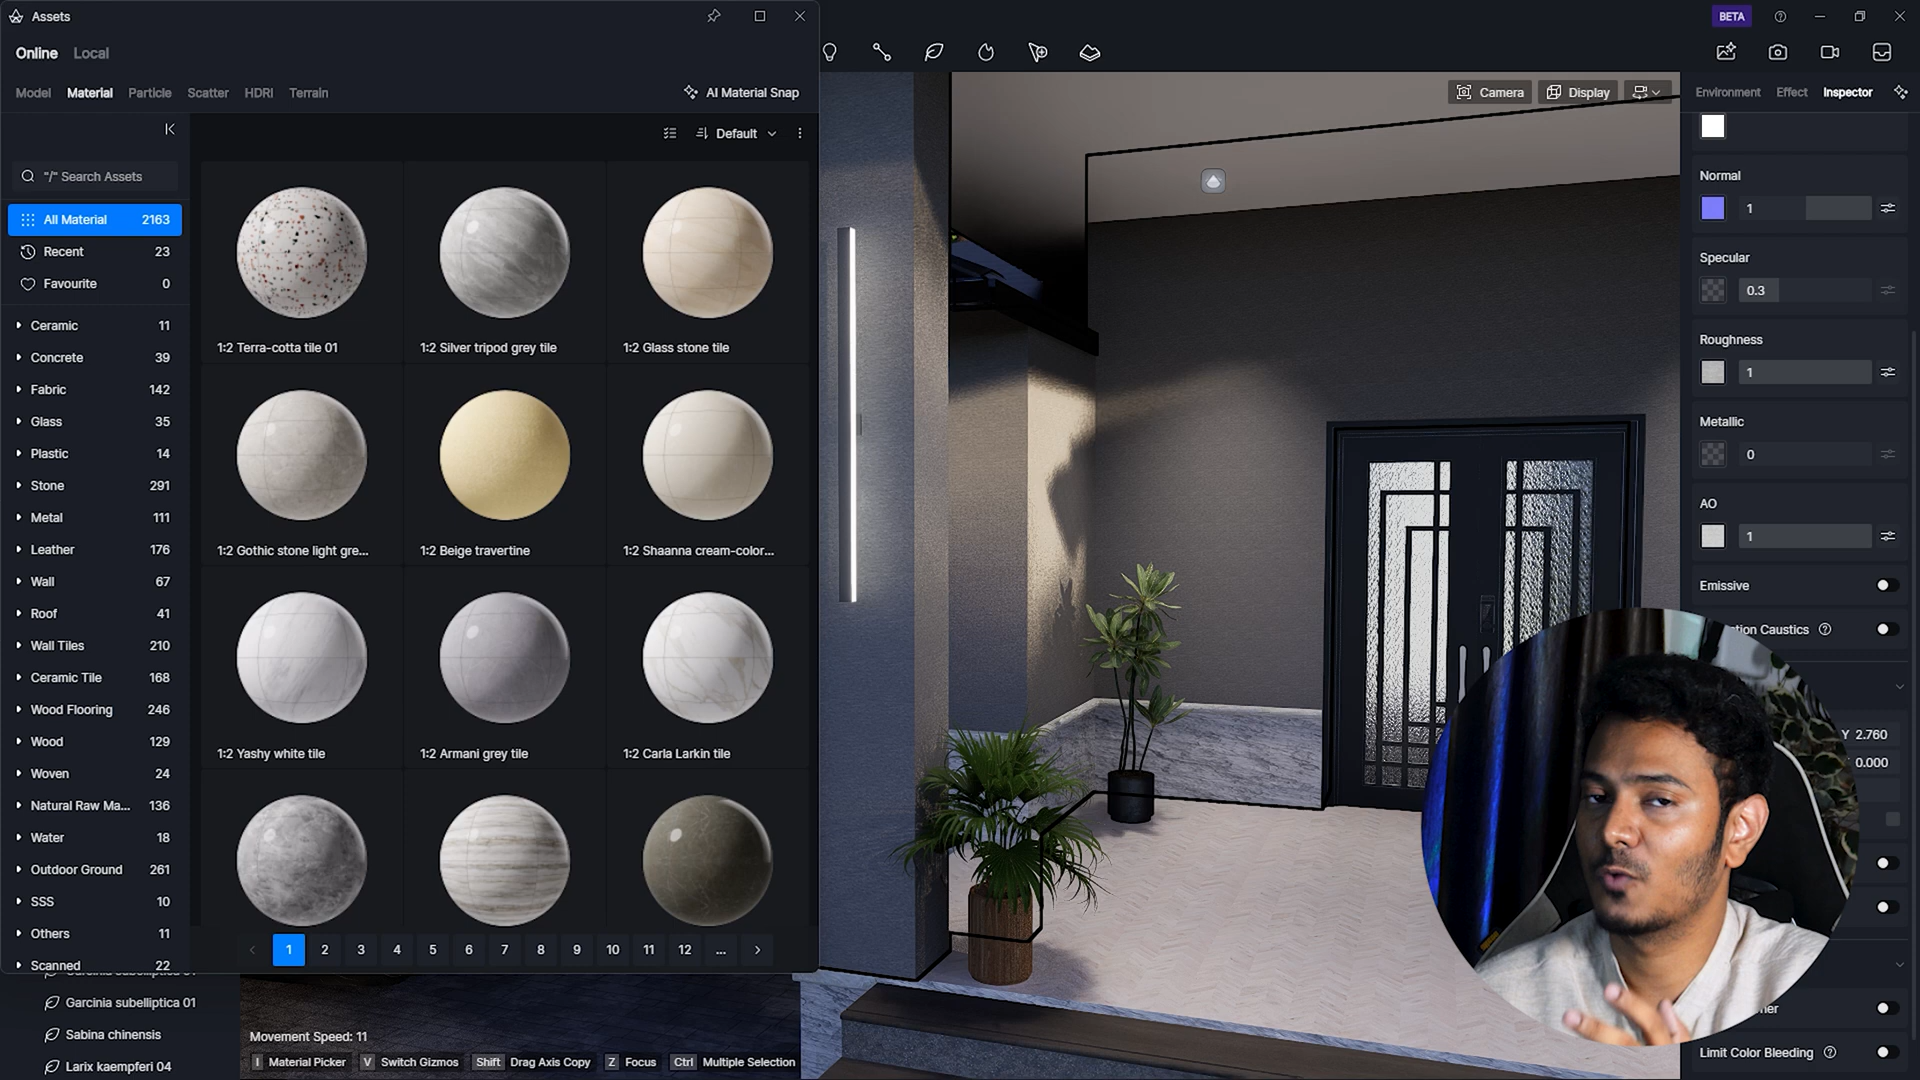 Assets
BETA
Online Local
Model Material Particle Scatter HDRI Terrain
AI Material Snap
Camera Display
Environment Effect Inspector
Default
"/" Search Assets
All Material 2163
Recent 23
Favourite 0
Ceramic 11
Concrete 39
Fabric 142
Glass 35
Plastic 14
Stone 291
Metal 111
Leather 176
Wall 67
Roof 41
Wall Tiles 210
Ceramic Tile 168
Wood Flooring 246
Wood 129
Woven 24
Natural Raw Ma... 136
Water 18
Outdoor Ground 261
SSS 10
Others 11
Scanned 22
1:2 Terra-cotta tile 01
1:2 Silver tripod grey tile
1:2 Glass stone tile
1:2 Gothic stone light gre...
1:2 Beige travertine
1:2 Shaanna cream-color...
1:2 Yashy white tile
1:2 Armani grey tile
1:2 Carla Larkin tile
1 2 3 4 5 6 7 8 9 10 11 12 ...
Garcinia subelliptica 01
Sabina chinensis
Larix kaempferi 04
Movement Speed: 11
I Material Picker V Switch Gizmos Shift Drag Axis Copy Z Focus Ctrl Multiple Selection
Normal
1
Specular
0.3
Roughness
1
Metallic
0
AO
1
Emissive
Caustics
Y 2.760
0.000
Limit Color Bleeding